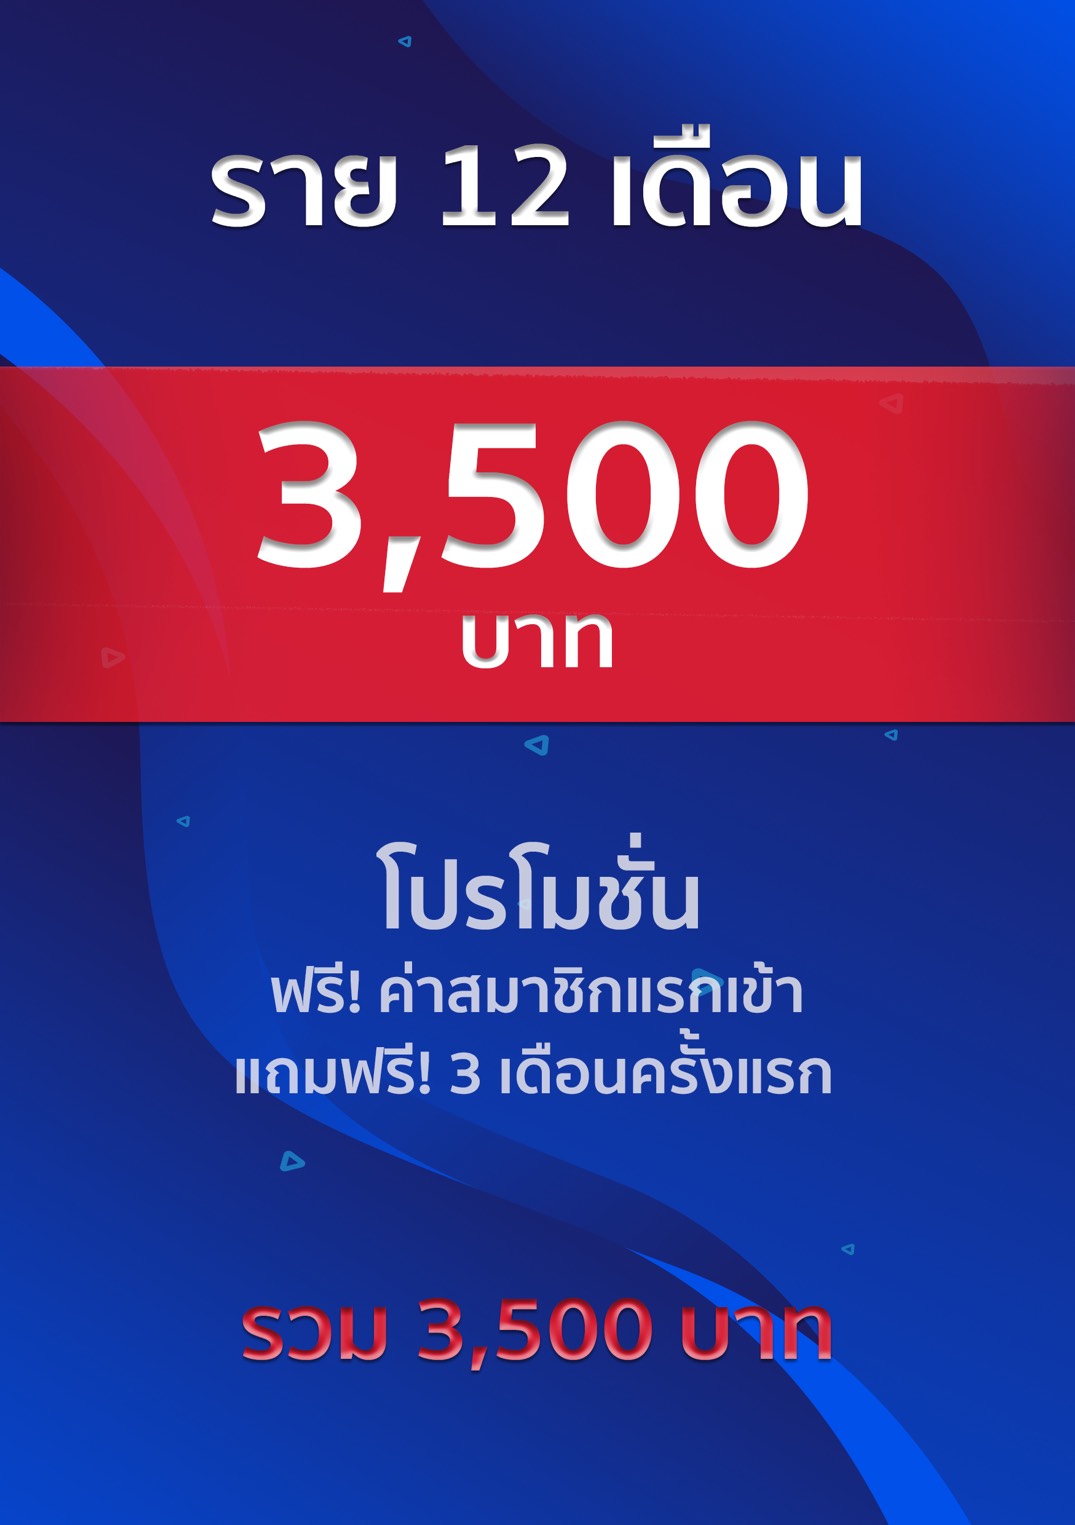 ราย 12 เดือน
3,500
บาท
โปรโมชั่น
ฟรี! ค่าสมาชิกแรกเข้า
แถมฟรี! 3 เดือนครั้งแรก
รวม 3,500 บาท